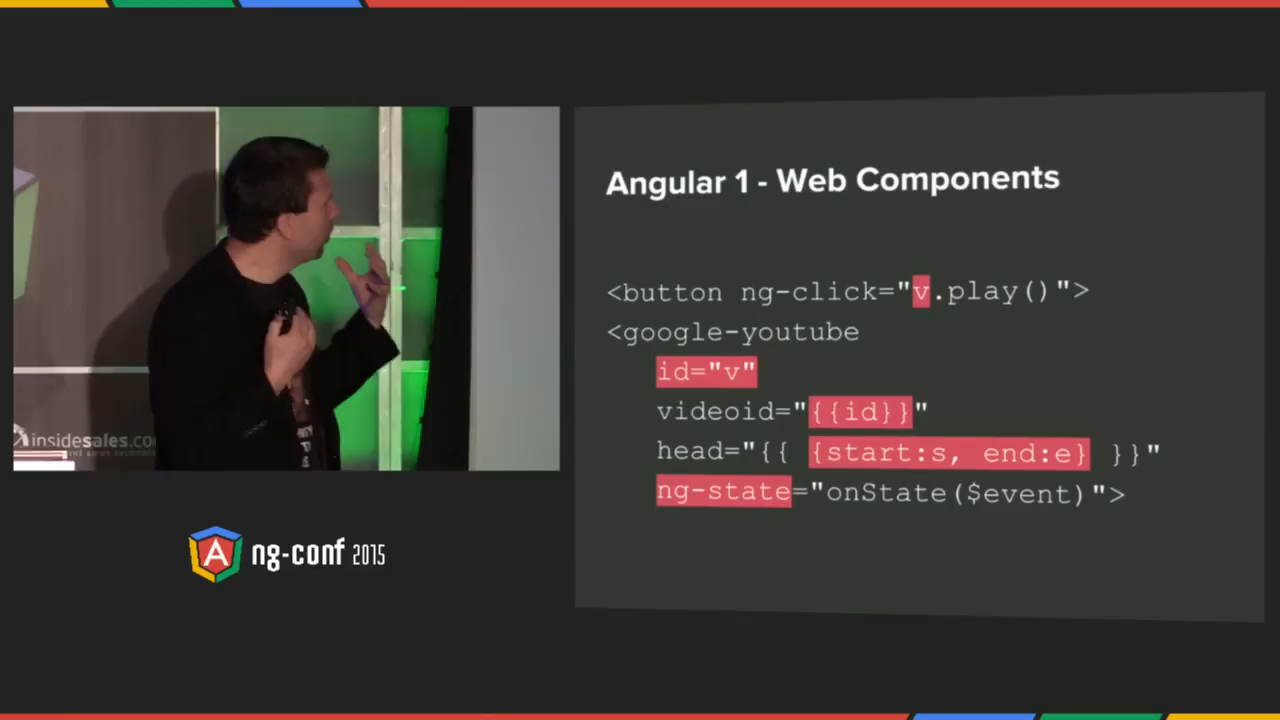 Angular 1 - Web Components
<button ng-click="v.play()">
<google-youtube
id="v"
videoid="{{id}}"
head="{{ {start:s, end:e} }}"
ng-state="onState($event)">
insidesales.co
A ng-conf 2015